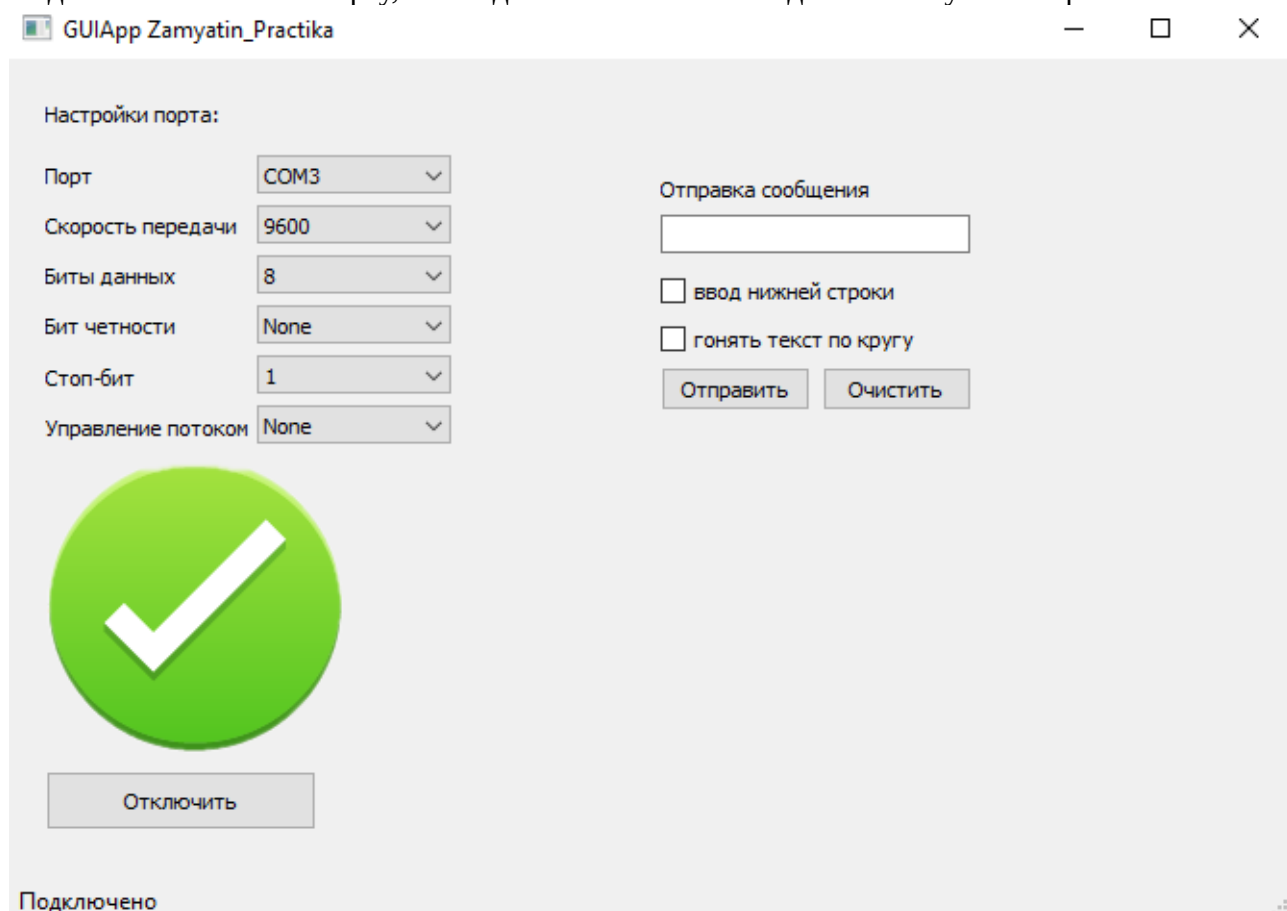 GUIApp Zamyatin_Practika
Настройки порта:
Порт COM3
Скорость передачи 9600
Биты данных 8
Бит четности None
Стоп-бит 1
Управление потоком None
Отправка сообщения
ввод нижней строки
гонять текст по кругу
Отправить Очистить
Отключить
Подключено